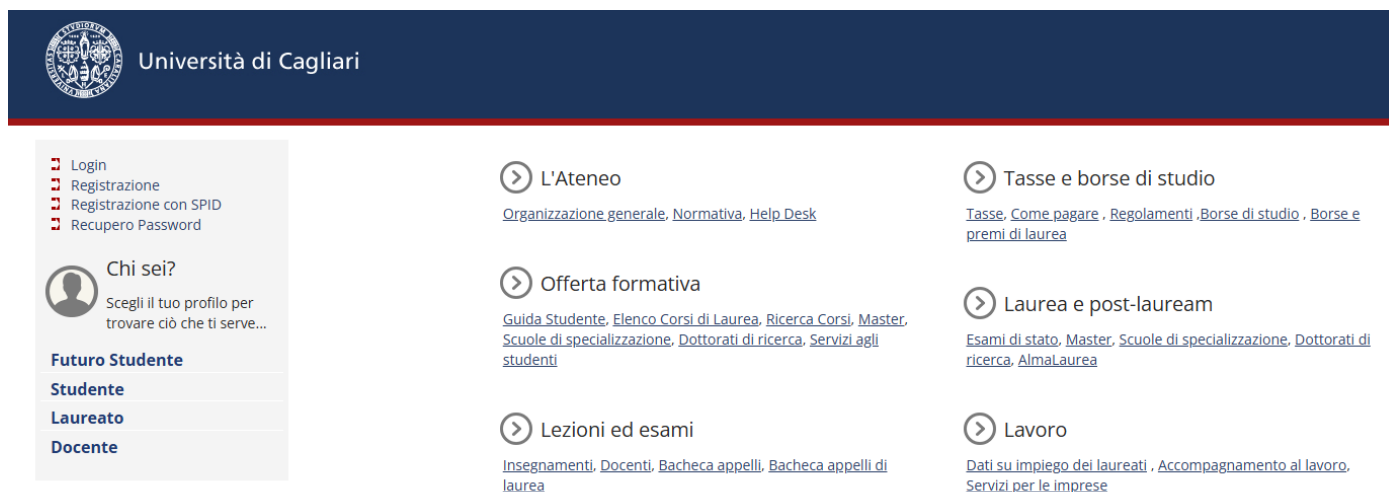 Università di Cagliari
Login
Registrazione
Registrazione con SPID
Recupero Password
Chi sei?
Scegli il tuo profilo per
trovare ciò che ti serve...
Futuro Studente
Studente
Laureato
Docente
L'Ateneo
Organizzazione generale, Normativa, Help Desk
Offerta formativa
Guida Studente, Elenco Corsi di Laurea, Ricerca Corsi, Master,
Scuole di specializzazione, Dottorati di ricerca, Servizi agli
studenti
Lezioni ed esami
Insegnamenti, Docenti, Bacheca appelli, Bacheca appelli di
laurea
Tasse e borse di studio
Tasse, Come pagare , Regolamenti ,Borse di studio , Borse e
premi di laurea
Laurea e post-lauream
Esami di stato, Master, Scuole di specializzazione, Dottorati di
ricerca, AlmaLaurea
Lavoro
Dati su impiego dei laureati , Accompagnamento al lavoro,
Servizi per le imprese